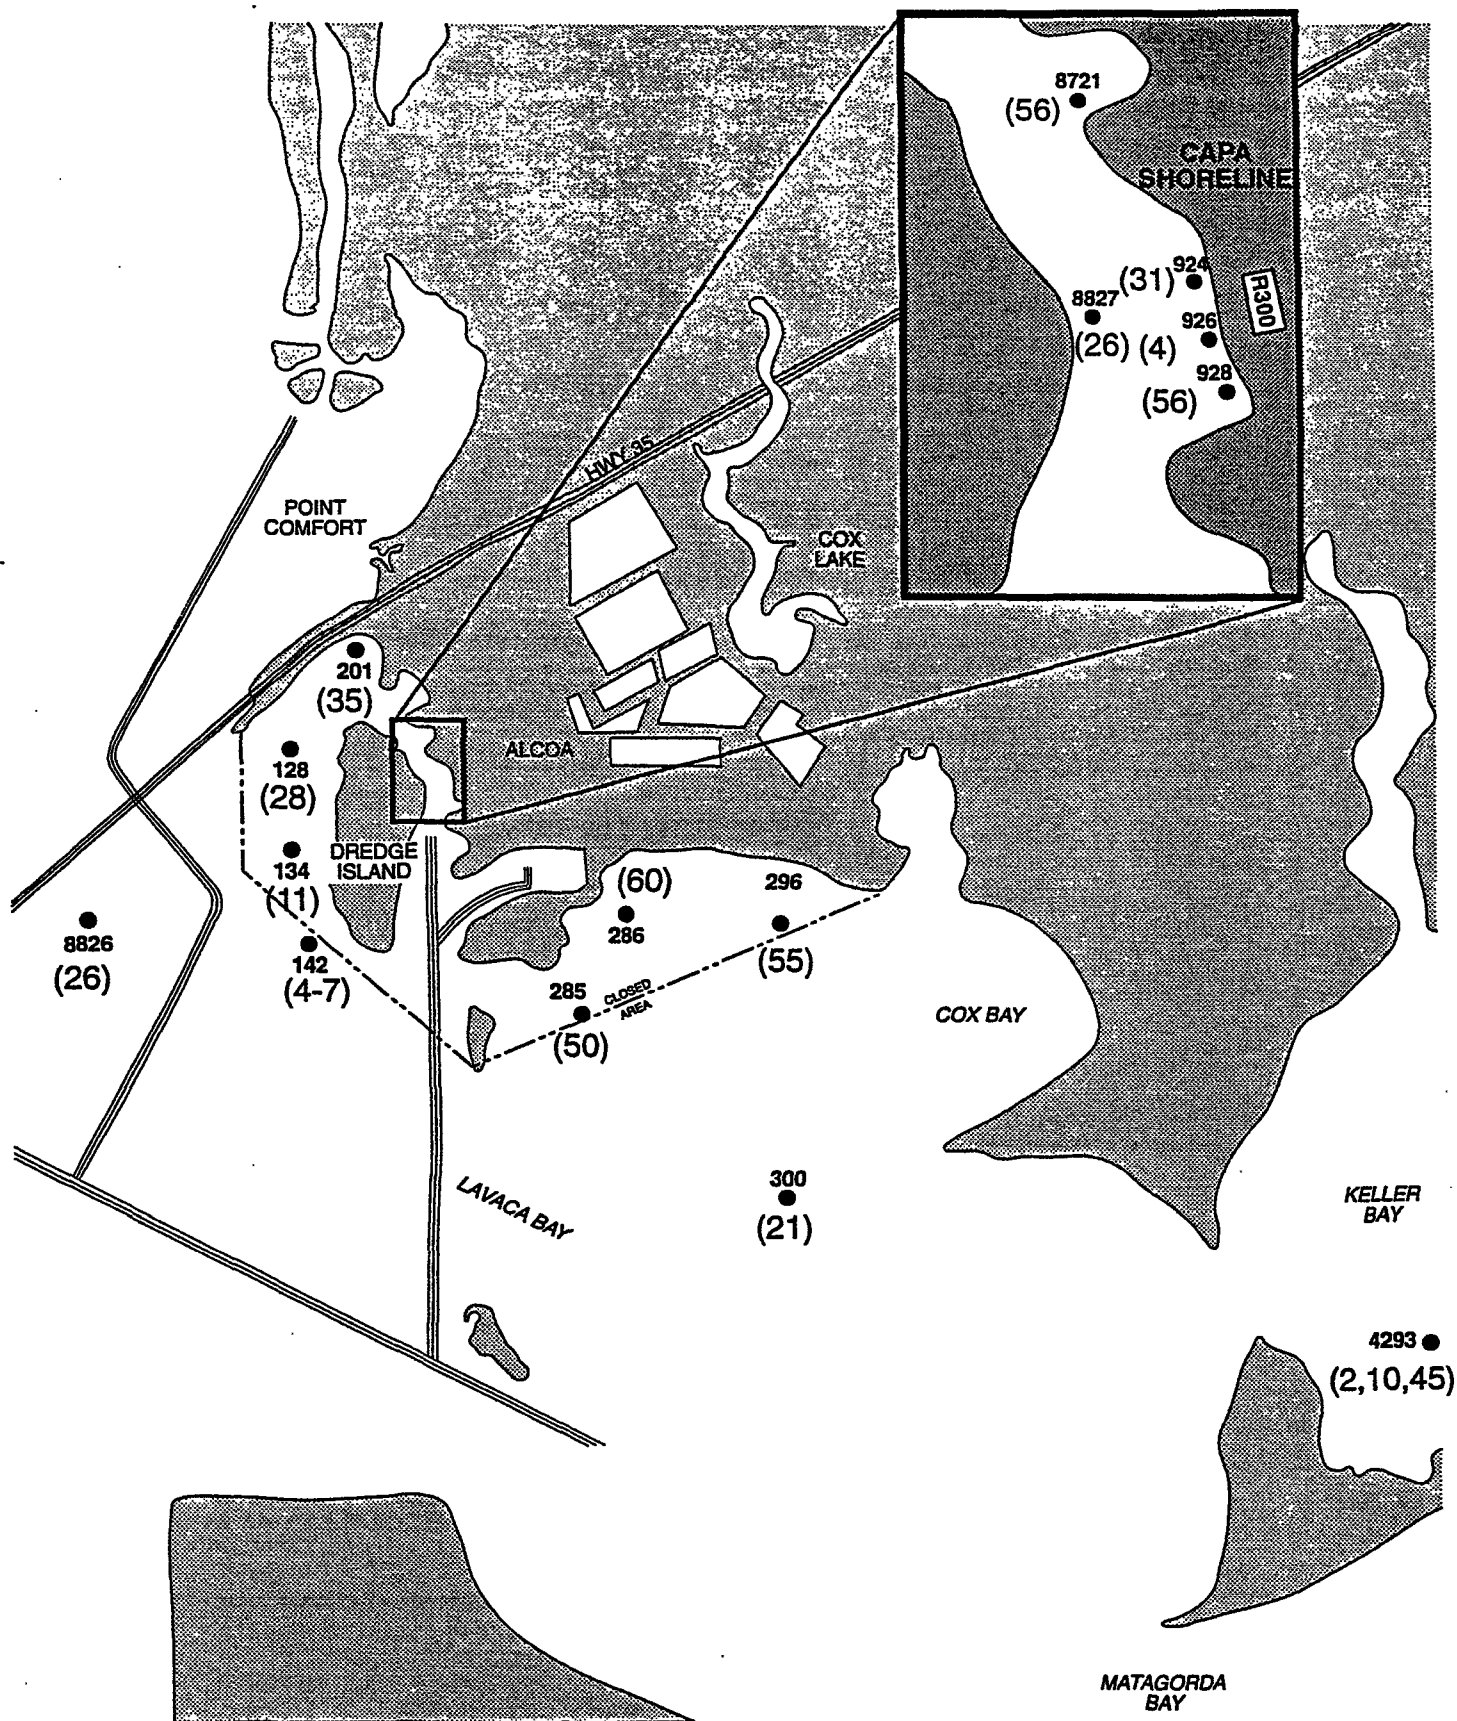 8721
(56)
CAPA
SHORELINE
924
(31)
8827
(26)
926
(4)
R300
928
(56)
HWY 35
POINT
COMFORT
COX
LAKE
201
(35)
ALCOA
128
(28)
DREDGE
ISLAND
134
(11)
(60)
286
296
(55)
8826
(26)
142
(4-7)
285
(50)
CLOSED
AREA
COX BAY
300
(21)
LAVACA BAY
KELLER
BAY
4293
(2,10,45)
MATAGORDA
BAY